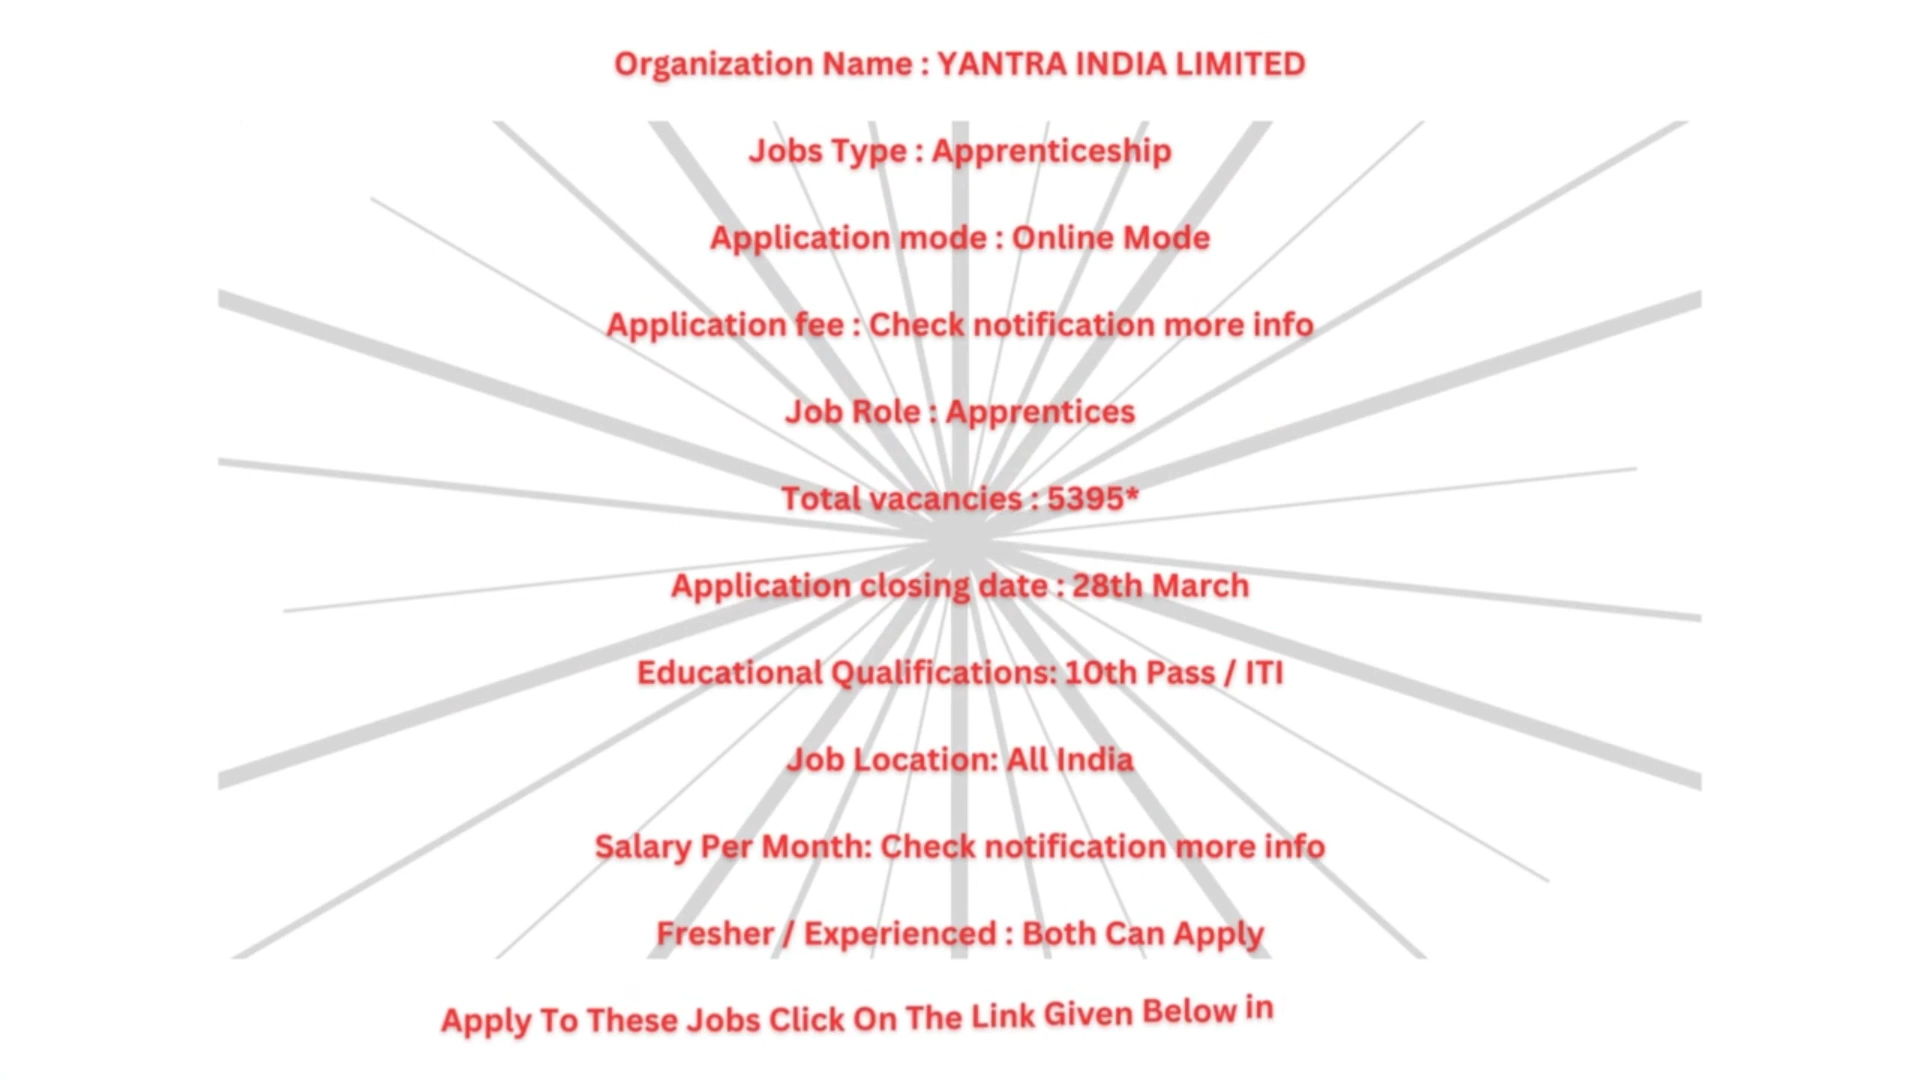 Organization Name : YANTRA INDIA LIMITED
Jobs Type : Apprenticeship
Application mode : Online Mode
Application fee : Check notification more info
Job Role : Apprentices
Total vacancies : 5395*
Application closing date : 28th March
Educational Qualifications: 10th Pass / ITI
Job Location: All India
Salary Per Month: Check notification more info
Fresher / Experienced : Both Can Apply
Apply To These Jobs Click On The Link Given Below in